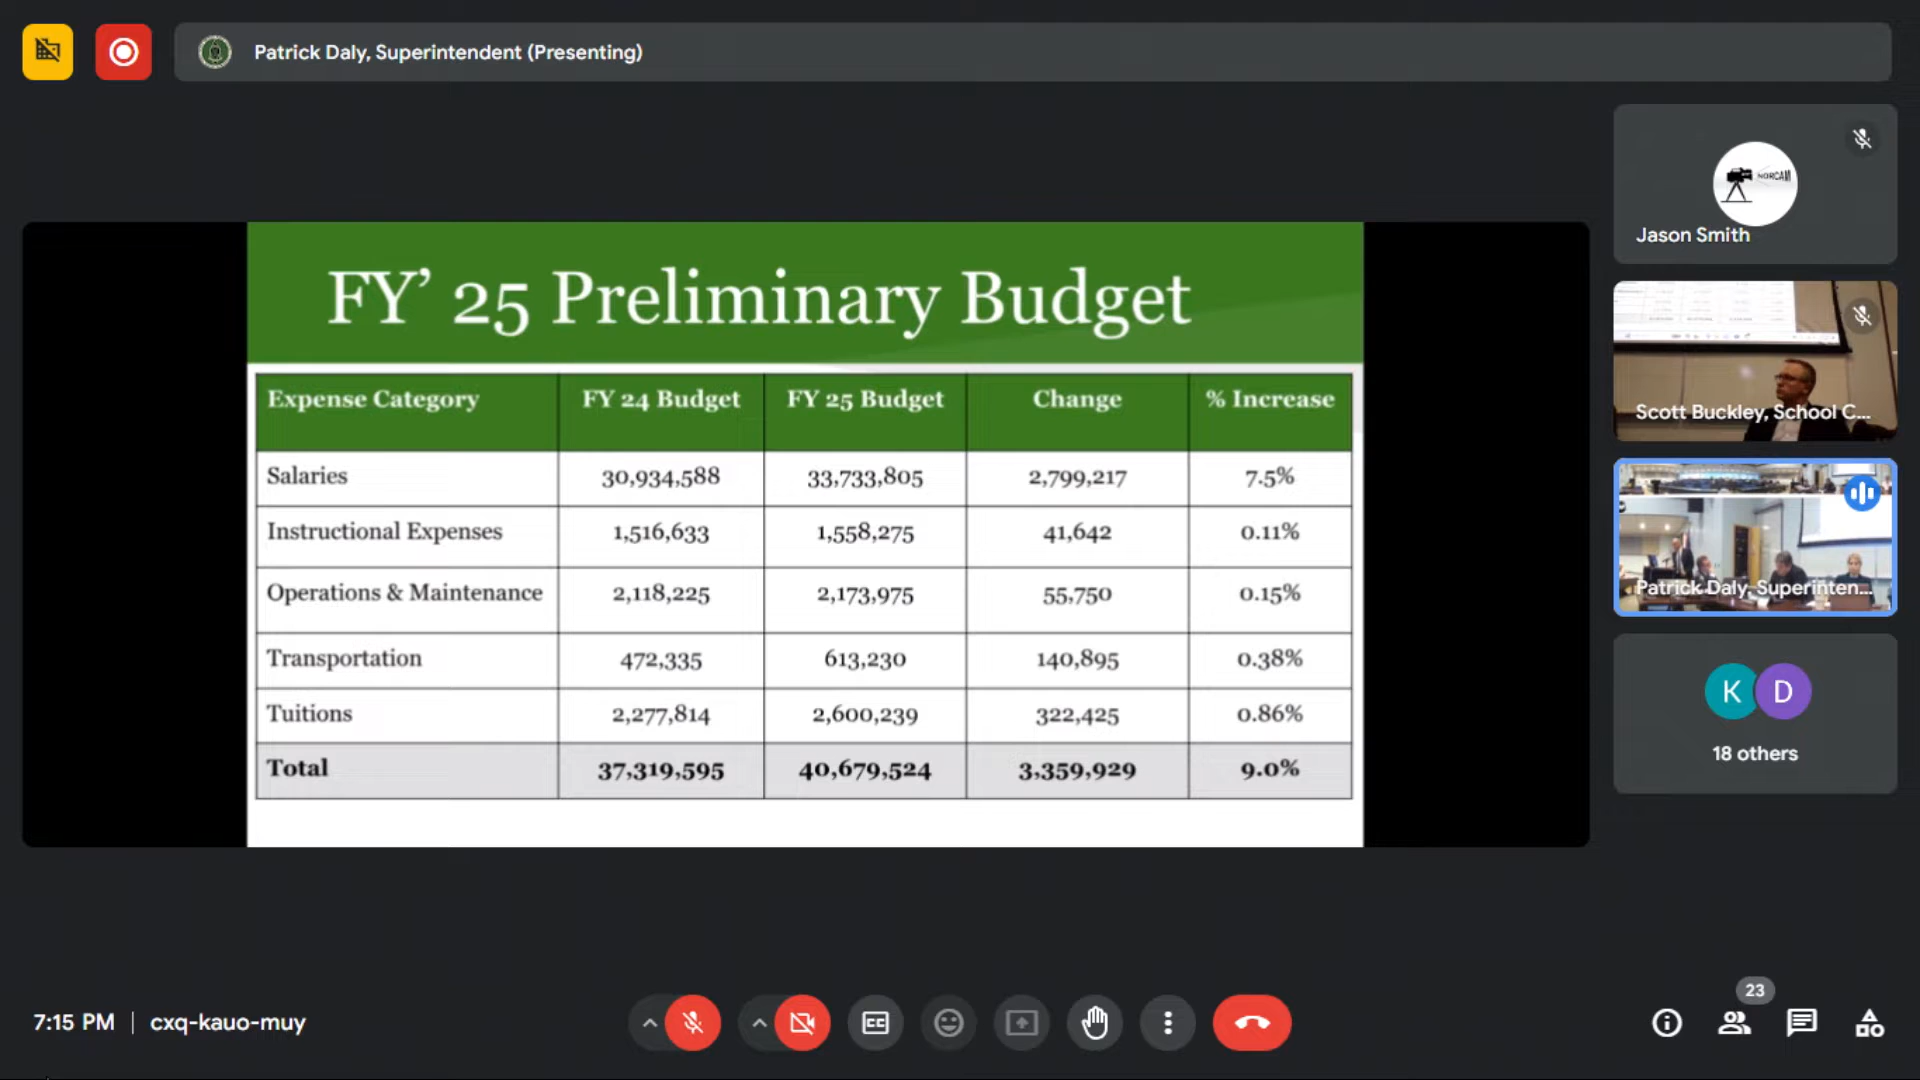 Patrick Daly, Superintendent (Presenting)
FY’ 25 Preliminary Budget
Expense Category FY 24 Budget FY 25 Budget Change % Increase
Salaries 30,934,588 33,733,805 2,799,217 7.5%
Instructional Expenses 1,516,633 1,558,275 41,642 0.11%
Operations & Maintenance 2,118,225 2,173,975 55,750 0.15%
Transportation 472,335 613,230 140,895 0.38%
Tuitions 2,277,814 2,600,239 322,425 0.86%
Total 37,319,595 40,679,524 3,359,929 9.0%
NORCAM
Jason Smith
Scott Buckley, School C...
Patrick Daly, Superinten...
K D
18 others
7:15 PM | cxq-kauo-muy
CC
23